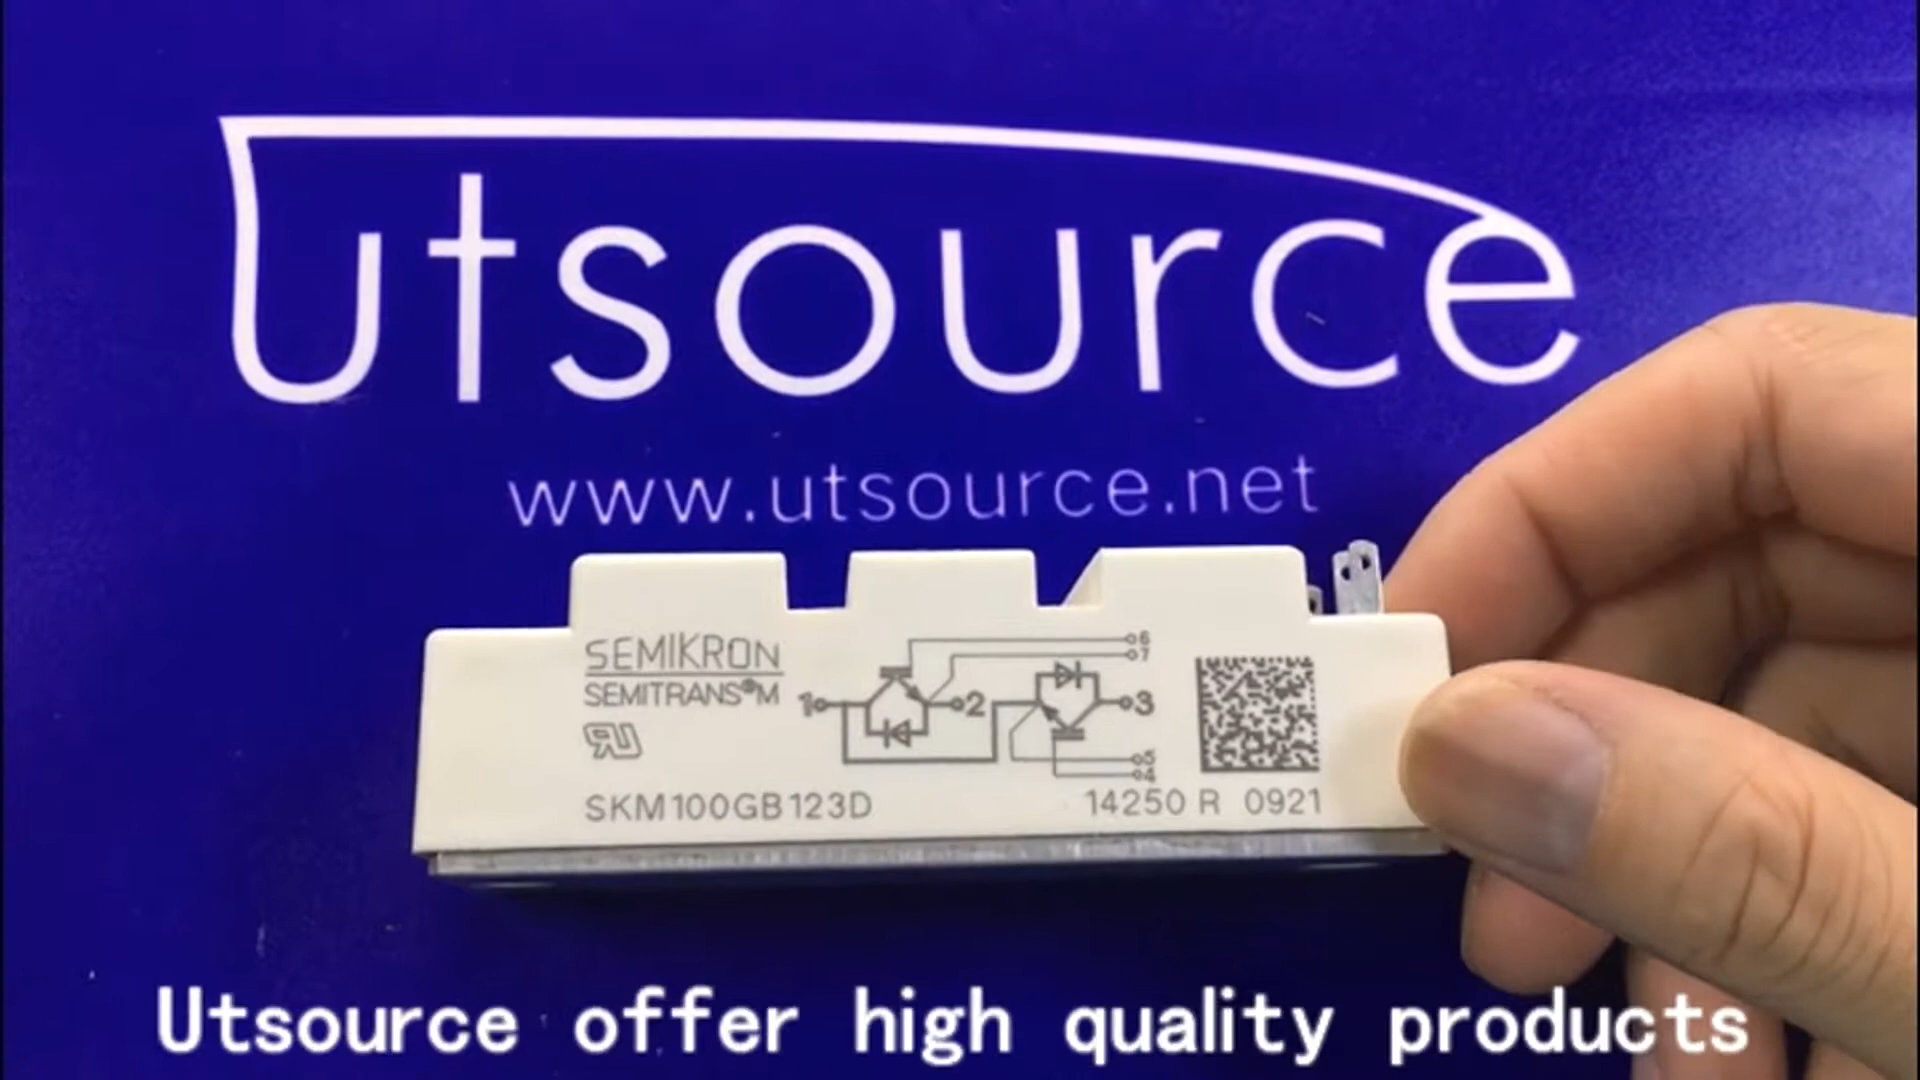 utsource
www.utsource.net
SEMIKRON
SEMITRANS®M
SKM100GB123D
1
2
3
6
7
5
4
14250 R 0921
Utsource offer high quality products